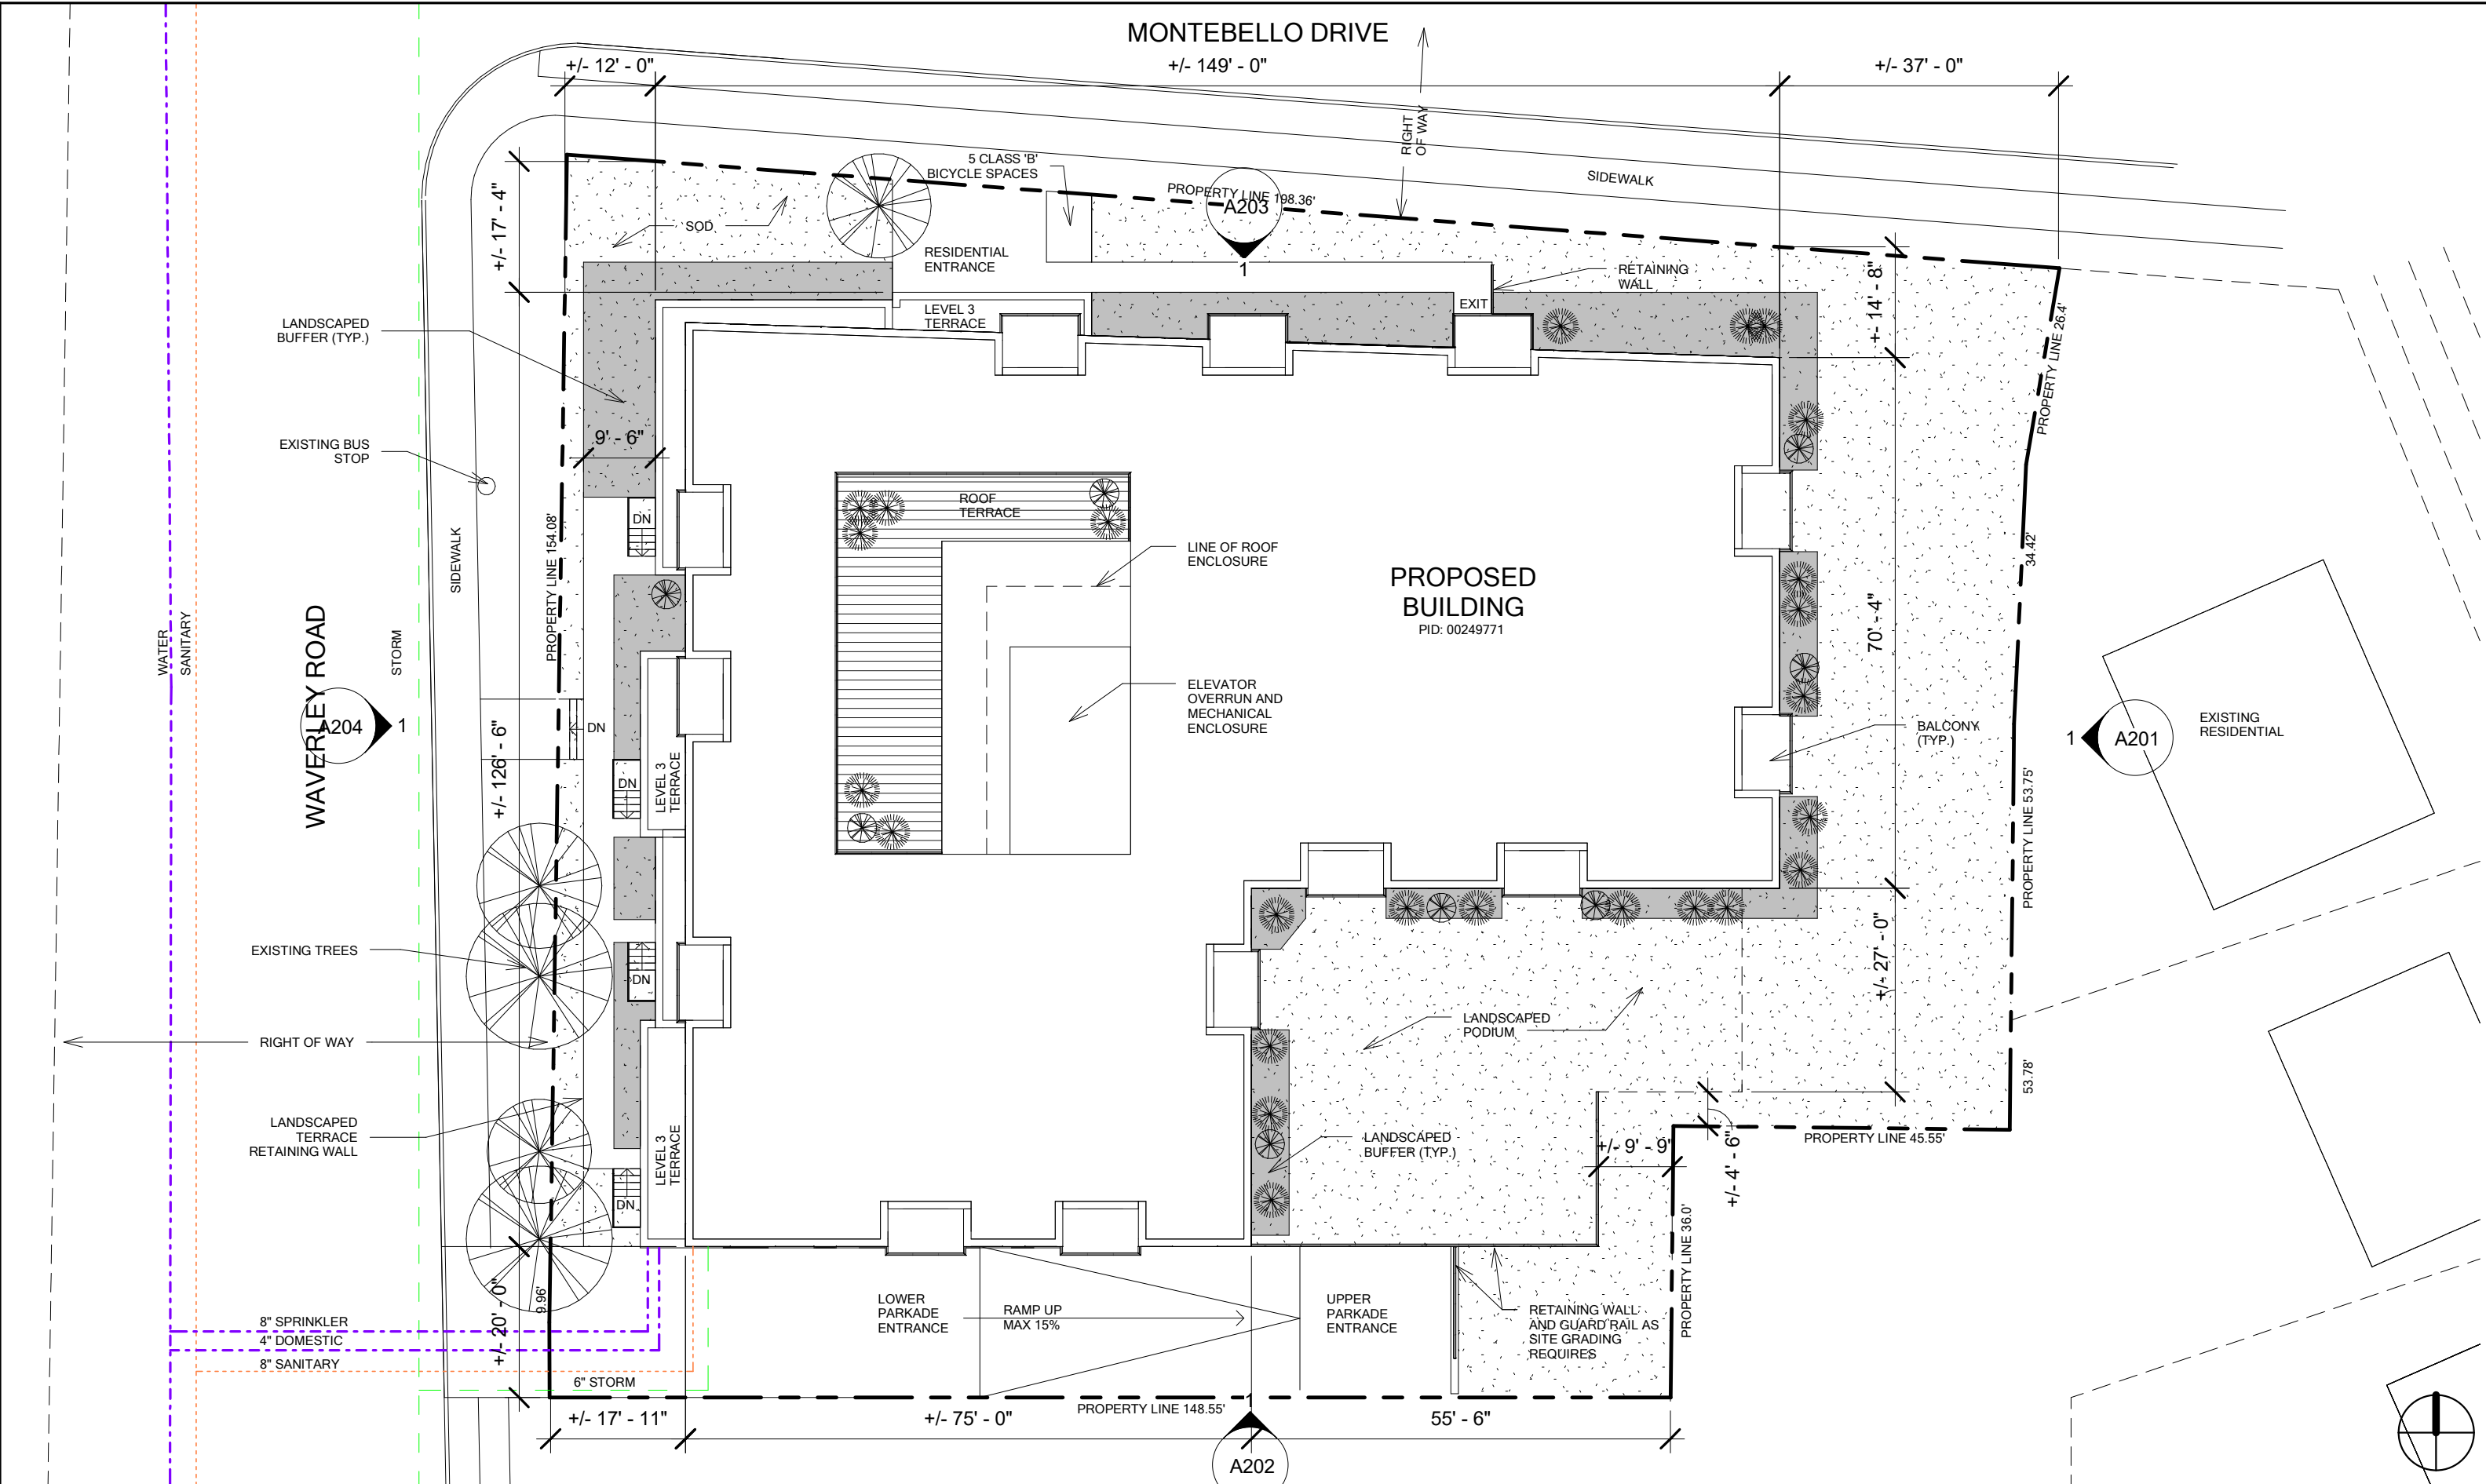 MONTEBELLO DRIVE
+/- 12' - 0"
+/- 149' - 0"
+/- 37' - 0"
RIGHT
OF WAY
5 CLASS 'B'
BICYCLE SPACES
PROPERTY LINE 198.36'
SIDEWALK
A203
1
+/- 17' - 4"
SOD
RESIDENTIAL
ENTRANCE
RETAINING
WALL
EXIT
+/- 14' - 8"
LEVEL 3
TERRACE
LANDSCAPED
BUFFER (TYP.)
PROPERTY LINE 26.4'
9' - 6"
EXISTING BUS
STOP
ROOF
TERRACE
DN
SIDEWALK
PROPERTY LINE 154.08'
LINE OF ROOF
ENCLOSURE
PROPOSED
BUILDING
PID: 00249771
34.42'
70' - 4"
WATER
SANITARY
WAVERLEY ROAD
STORM
A204
1
ELEVATOR
OVERRUN AND
MECHANICAL
ENCLOSURE
DN
+/- 126' - 6"
DN
LEVEL 3
TERRACE
BALCONY
(TYP.)
1
A201
EXISTING
RESIDENTIAL
PROPERTY LINE 53.75'
EXISTING TREES
DN
+/- 27' - 0"
RIGHT OF WAY
LANDSCAPED
PODIUM
53.78'
LANDSCAPED
TERRACE
RETAINING WALL
LEVEL 3
TERRACE
DN
LANDSCAPED
BUFFER (TYP.)
+/- 9' - 9"
+/- 4' - 6"
PROPERTY LINE 45.55'
PROPERTY LINE 36.0'
9.96'
+/- 20' - 0"
8" SPRINKLER
4" DOMESTIC
8" SANITARY
6" STORM
LOWER
PARKADE
ENTRANCE
RAMP UP
MAX 15%
UPPER
PARKADE
ENTRANCE
RETAINING WALL
AND GUARD RAIL AS
SITE GRADING
REQUIRES
+/- 17' - 11"
+/- 75' - 0"
PROPERTY LINE 148.55'
1
55' - 6"
A202